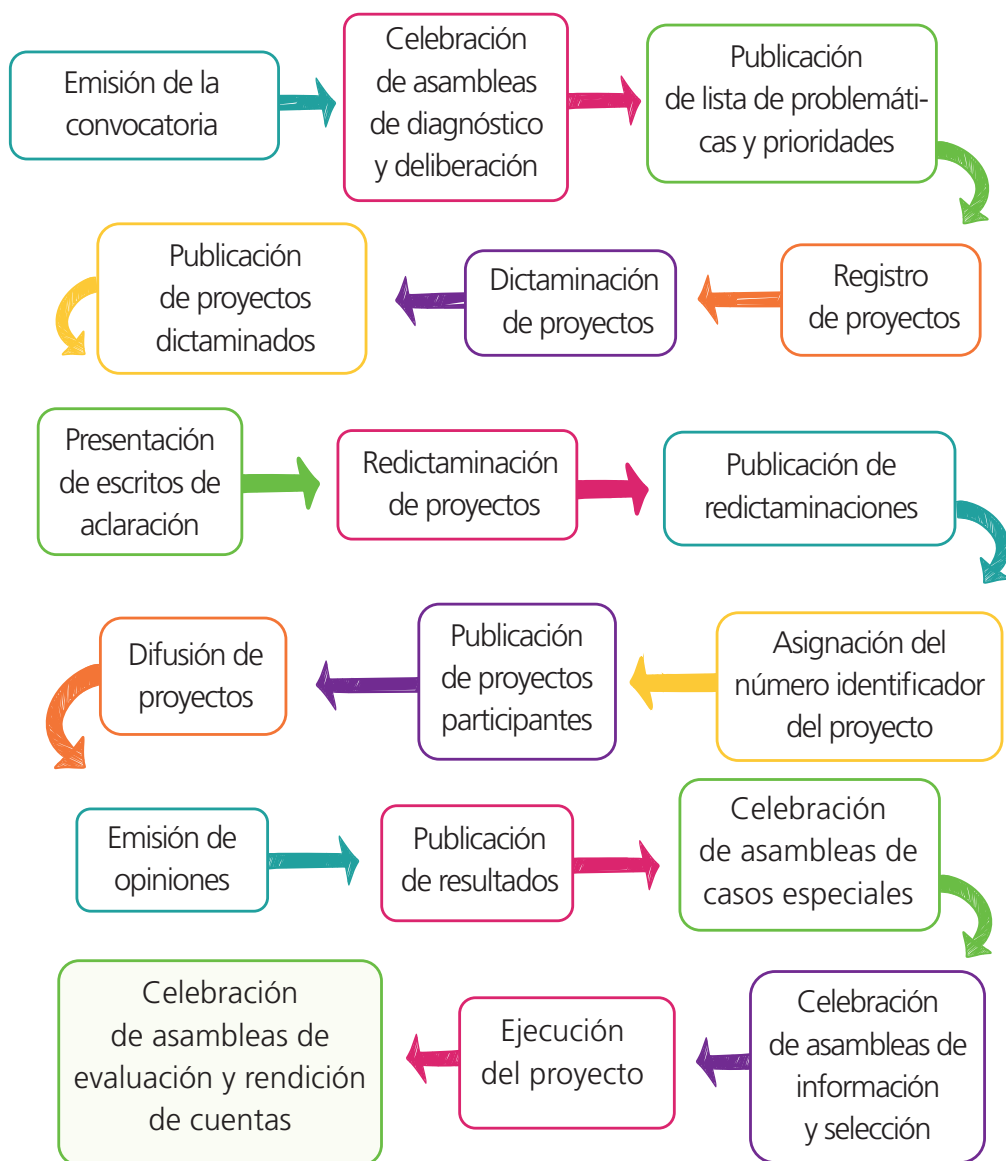 Emisión de la
convocatoria
Celebración
de asambleas
de diagnóstico
y deliberación
Publicación
de lista de problemáti-
cas y prioridades
Registro
de proyectos
Dictaminación
de proyectos
Publicación
de proyectos
dictaminados
Presentación
de escritos de
aclaración
Redictaminación
de proyectos
Publicación de
redictaminaciones
Asignación del
número identificador
del proyecto
Publicación
de proyectos
participantes
Difusión de
proyectos
Emisión de
opiniones
Publicación
de resultados
Celebración
de asambleas de
casos especiales
Celebración
de asambleas de
información
y selección
Ejecución
del proyecto
Celebración
de asambleas de
evaluación y rendición
de cuentas